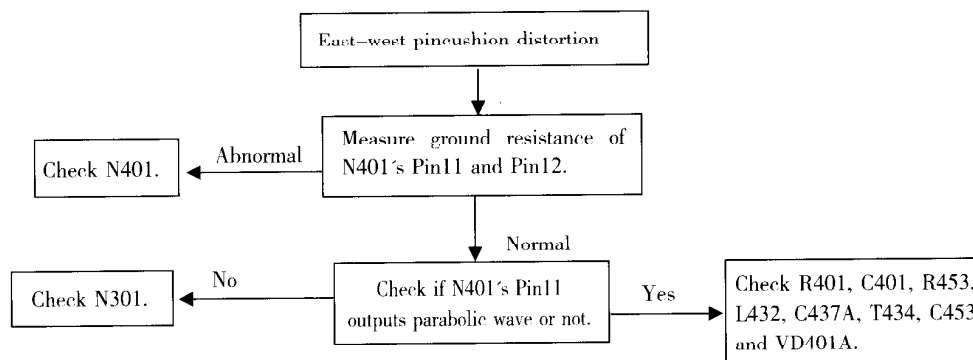 East-west pincushion distortion
Measure ground resistance of
N401's Pin11 and Pin12.
Abnormal
Check N401.
Normal
Check if N401's Pin11
outputs parabolic wave or not.
No
Check N301.
Yes
Check R401, C401, R453,
L432, C437A, T434, C453
and VD401A.